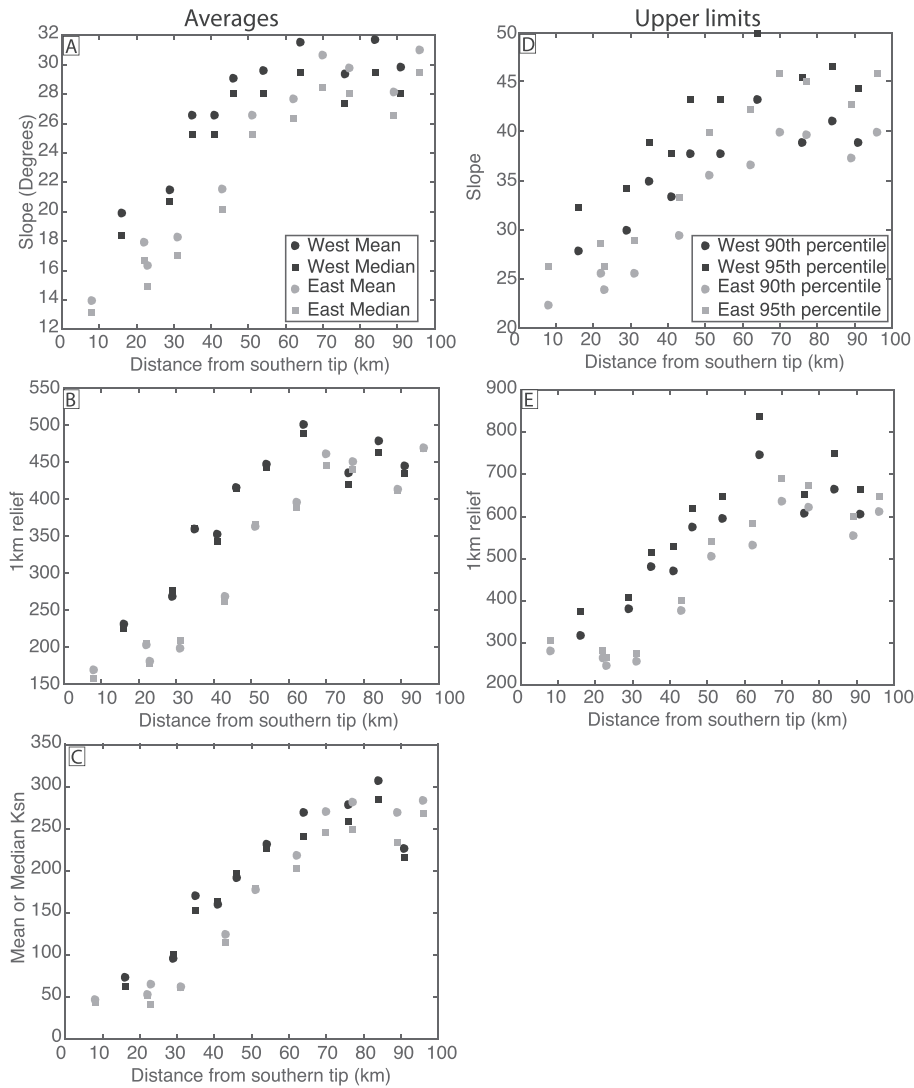 Averages
Upper limits
A
32
30
28
26
24
22
20
18
16
14
12
Slope (Degrees)
West Mean
West Median
East Mean
East Median
0 10 20 30 40 50 60 70 80 90 100
Distance from southern tip (km)
D
50
45
40
35
30
25
20
Slope
West 90th percentile
West 95th percentile
East 90th percentile
East 95th percentile
0 10 20 30 40 50 60 70 80 90 100
Distance from southern tip (km)
B
550
500
450
400
350
300
250
200
150
1km relief
0 10 20 30 40 50 60 70 80 90 100
Distance from southern tip (km)
E
900
800
700
600
500
400
300
200
1km relief
0 10 20 30 40 50 60 70 80 90 100
Distance from southern tip (km)
C
350
300
250
200
150
100
50
0
Mean or Median Ksn
0 10 20 30 40 50 60 70 80 90 100
Distance from southern tip (km)